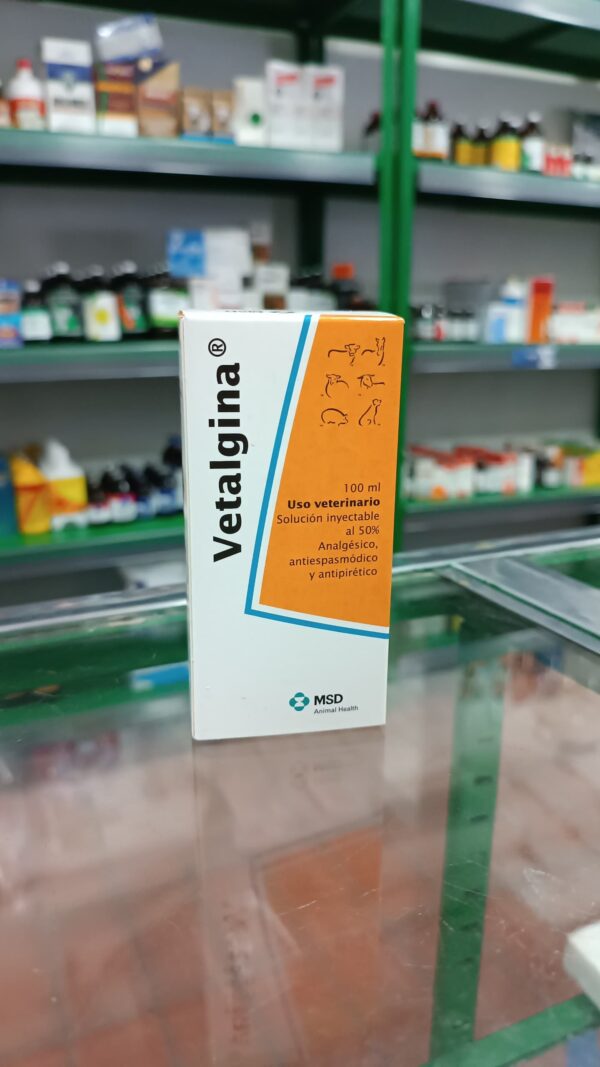 Vetalgina®
100 ml
Uso veterinario
Solución inyectable
al 50%
Analgésico,
antiespasmódico
y antipirético
MSD
Animal Health